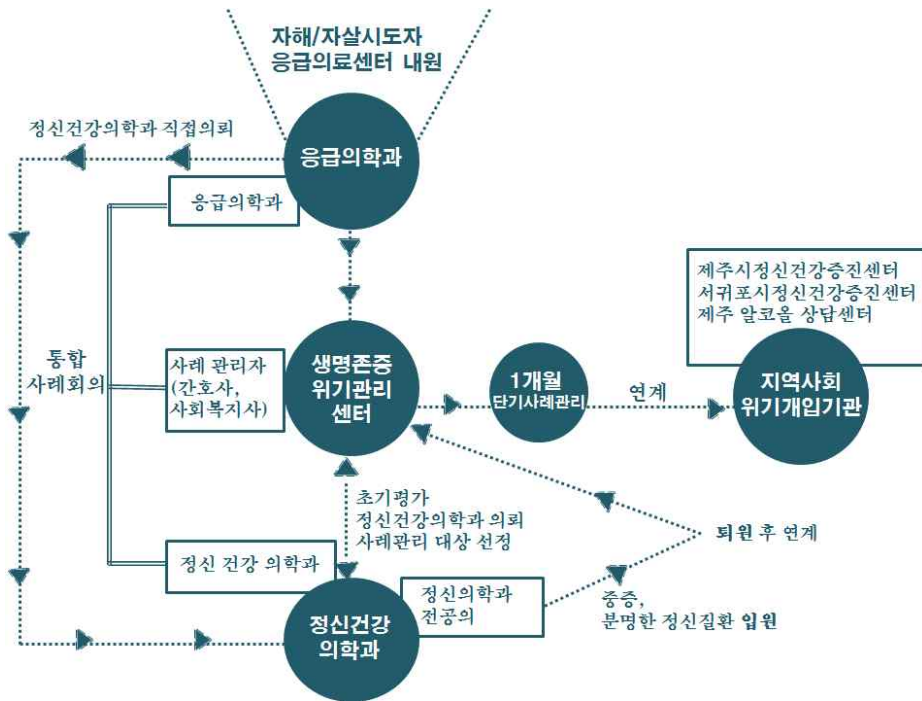 자해/자살시도자
응급의료센터 내원
정신건강의학과 직접의뢰
응급의학과
응급의학과
제주시정신건강증진센터
서귀포시정신건강증진센터
제주 알코올 상담센터
통합
사례회의
사례 관리자
(간호사,
사회복지사)
생명존중
위기관리
센터
1개월
단기사례관리
연계
지역사회
위기개입기관
초기평가
정신건강의학과 의뢰
사례관리 대상 선정
퇴원 후 연계
정신 건강 의학과
정신의학과
전공의
중증,
분명한 정신질환 입원
정신건강
의학과